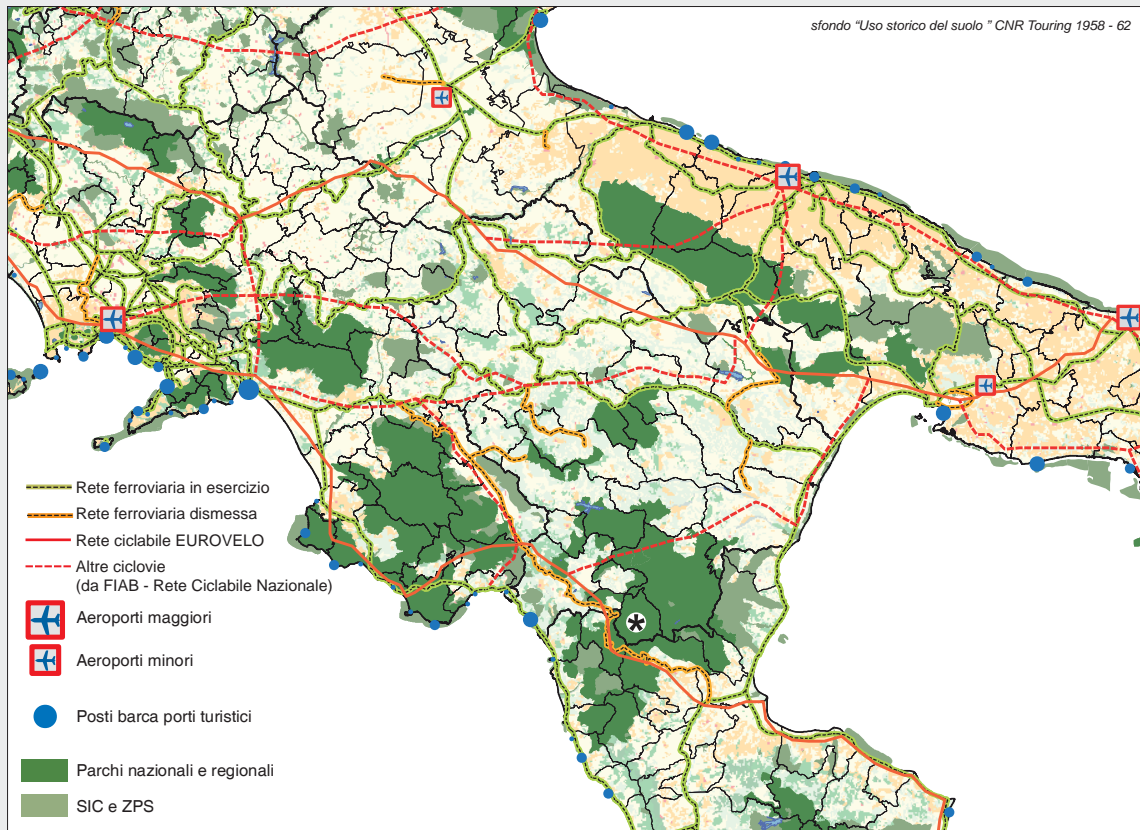 sfondo “Uso storico del suolo ” CNR Touring 1958 - 62
Rete ferroviaria in esercizio
Rete ferroviaria dismessa
Rete ciclabile EUROVELO
Altre ciclovie
(da FIAB - Rete Ciclabile Nazionale)
Aeroporti maggiori
Aeroporti minori
Posti barca porti turistici
Parchi nazionali e regionali
SIC e ZPS